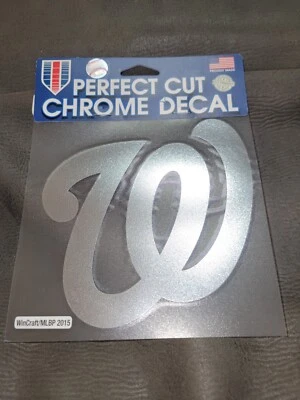 PERFECT CUT
CHROME DECAL
W
WinCraft/MLBP 2015